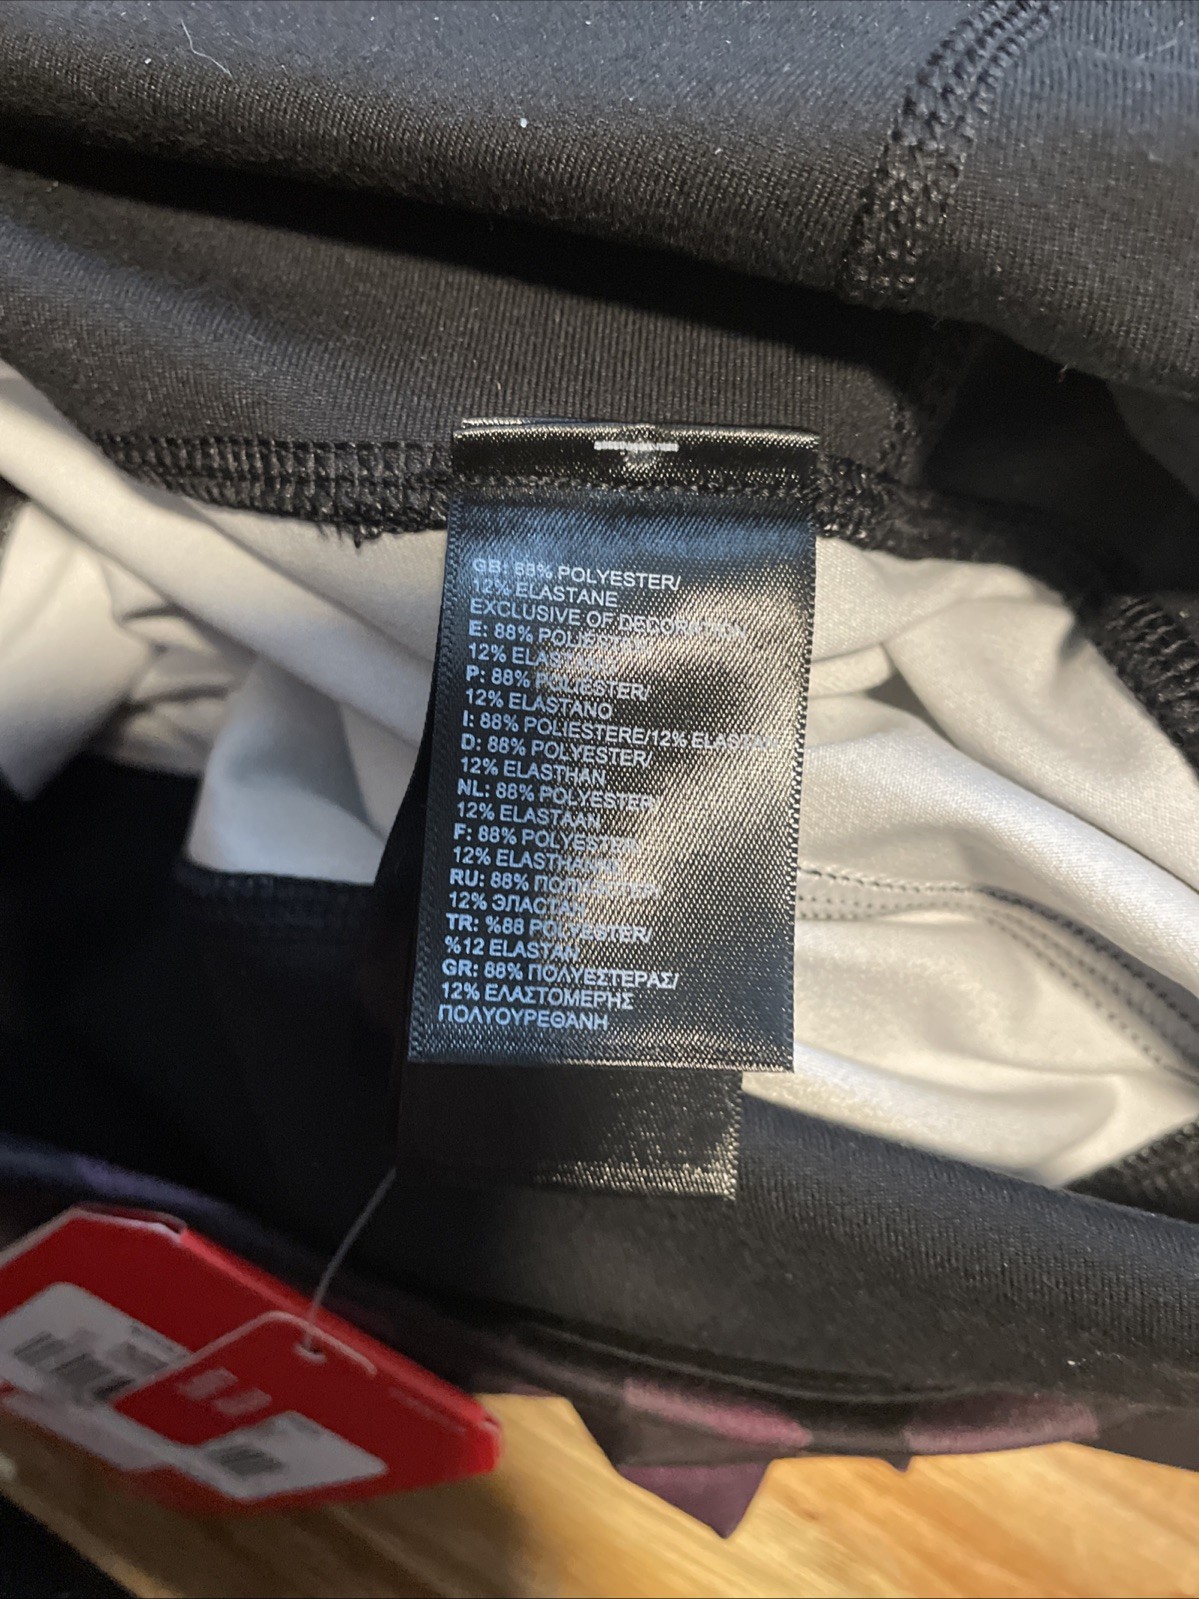 GB: 88% POLYESTER/
12% ELASTANE
EXCLUSIVE OF DECORATION
E: 88% POLIÉSTER/
12% ELASTANO
P: 88% POLIESTER/
12% ELASTANO
I: 88% POLIESTERE/12% ELASTAN
D: 88% POLYESTER/
12% ELASTHAN
NL: 88% POLYESTER/
12% ELASTAAN
F: 88% POLYESTER/
12% ELASTHANNE
RU: 88% ПОЛИЭСТЕР/
12% ЭЛАСТАН
TR: %88 POLYESTER/
%12 ELASTAN
GR: 88% ΠΟΛΥΕΣΤΕΡΑΣ/
12% ΕΛΑΣΤΟΜΕΡΗΣ
ΠΟΛΥΟΥΡΕΘΑΝΗ